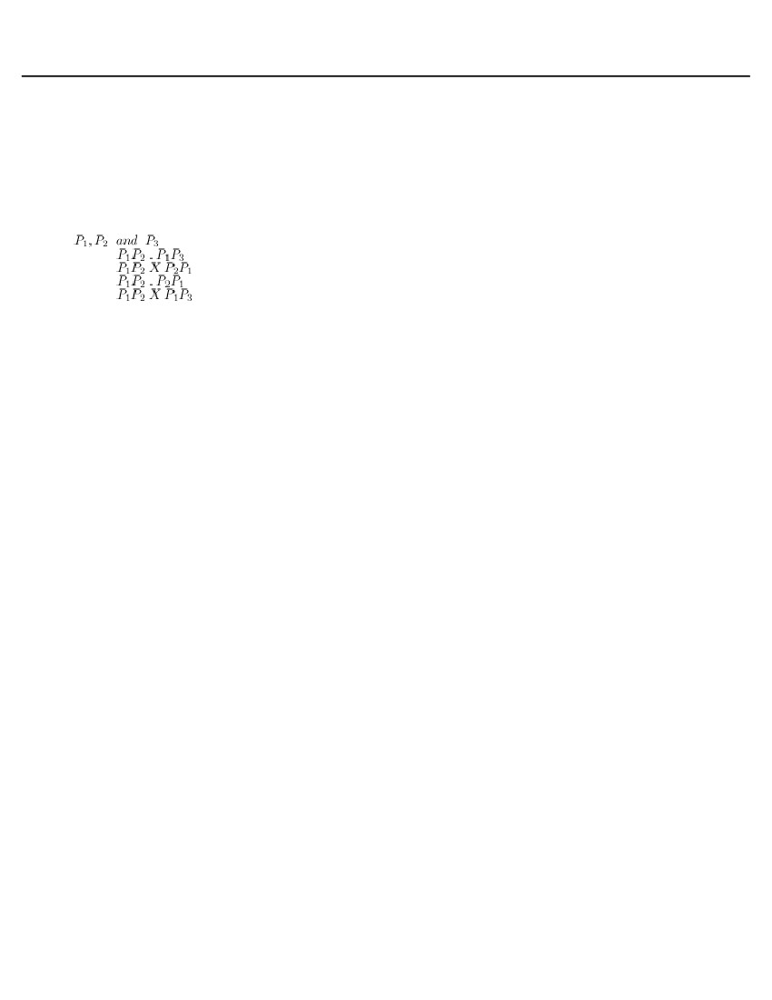 P₁, P₂ and P₃
P₁P₂ . P₁P₃
P₁P₂ X P₂P₁
P₁P₂ . P₂P₁
P₁P₂ X P₁P₃